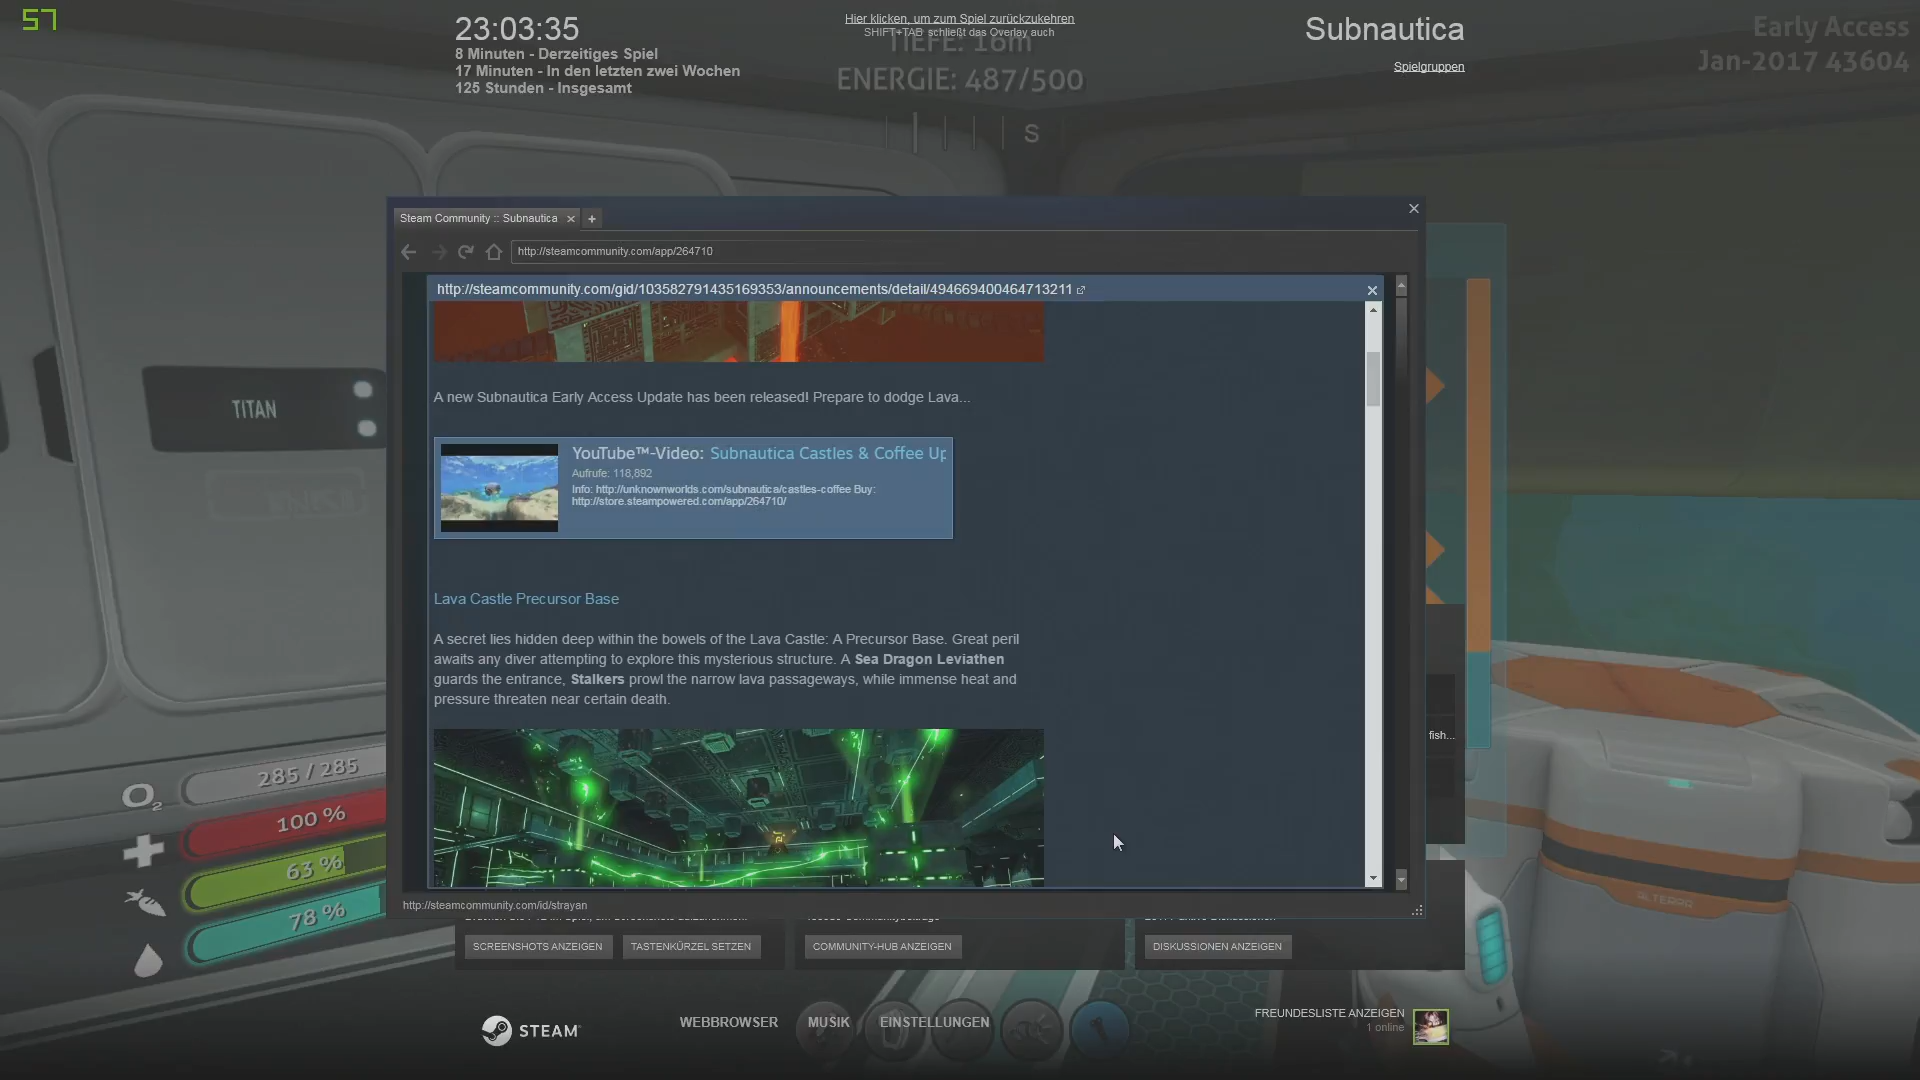 57
23:03:35
8 Minuten - Derzeitiges Spiel
17 Minuten - In den letzten zwei Wochen
125 Stunden - Insgesamt
Hier klicken, um zum Spiel zurückzukehren
SHIFT+TAB schließt das Overlay auch
TIEFE: 16m
ENERGIE: 487/500
S
Subnautica
Spielgruppen
Early Access
Jan-2017 43604
Steam Community :: Subnautica
http://steamcommunity.com/app/264710
http://steamcommunity.com/gid/103582791435169353/announcements/detail/494669400464713211
A new Subnautica Early Access Update has been released! Prepare to dodge Lava...
YouTube™-Video: Subnautica Castles & Coffee Up
Aufrufe: 118,892
Info: http://unknownworlds.com/subnautica/castles-coffee Buy:
http://store.steampowered.com/app/264710/
Lava Castle Precursor Base
A secret lies hidden deep within the bowels of the Lava Castle: A Precursor Base. Great peril
awaits any diver attempting to explore this mysterious structure. A Sea Dragon Leviathen
guards the entrance, Stalkers prowl the narrow lava passageways, while immense heat and
pressure threaten near certain death.
TITAN
fish...
O2
285 / 285
100 %
63 %
78 %
ALTERRA
http://steamcommunity.com/id/strayan
SCREENSHOTS ANZEIGEN
TASTENKÜRZEL SETZEN
COMMUNITY-HUB ANZEIGEN
DISKUSSIONEN ANZEIGEN
STEAM
WEBBROWSER
MUSIK
EINSTELLUNGEN
FREUNDESLISTE ANZEIGEN
1 online